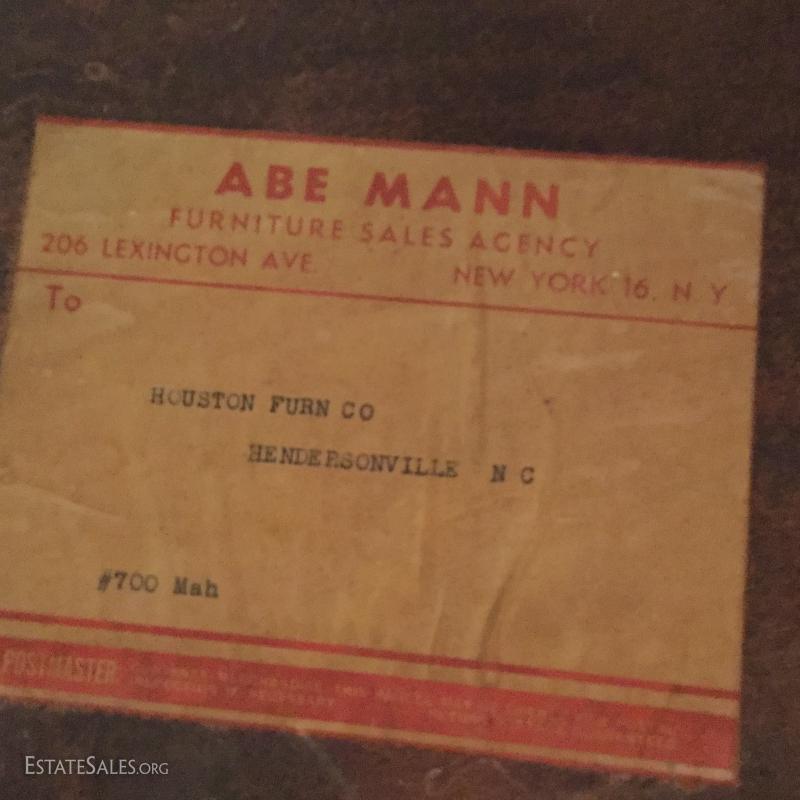 ABE MANN
FURNITURE SALES AGENCY
206 LEXINGTON AVE. NEW YORK 16. N Y
To
HOUSTON FURN CO
HENDERSONVILLE N C
#700 Mah
POSTMASTER
ESTATESALES.ORG